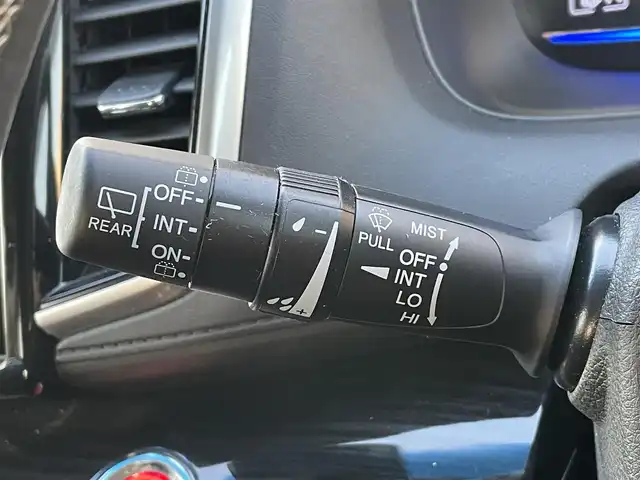 REAR
OFF
INT
ON
PULL
MIST
OFF
INT
LO
HI